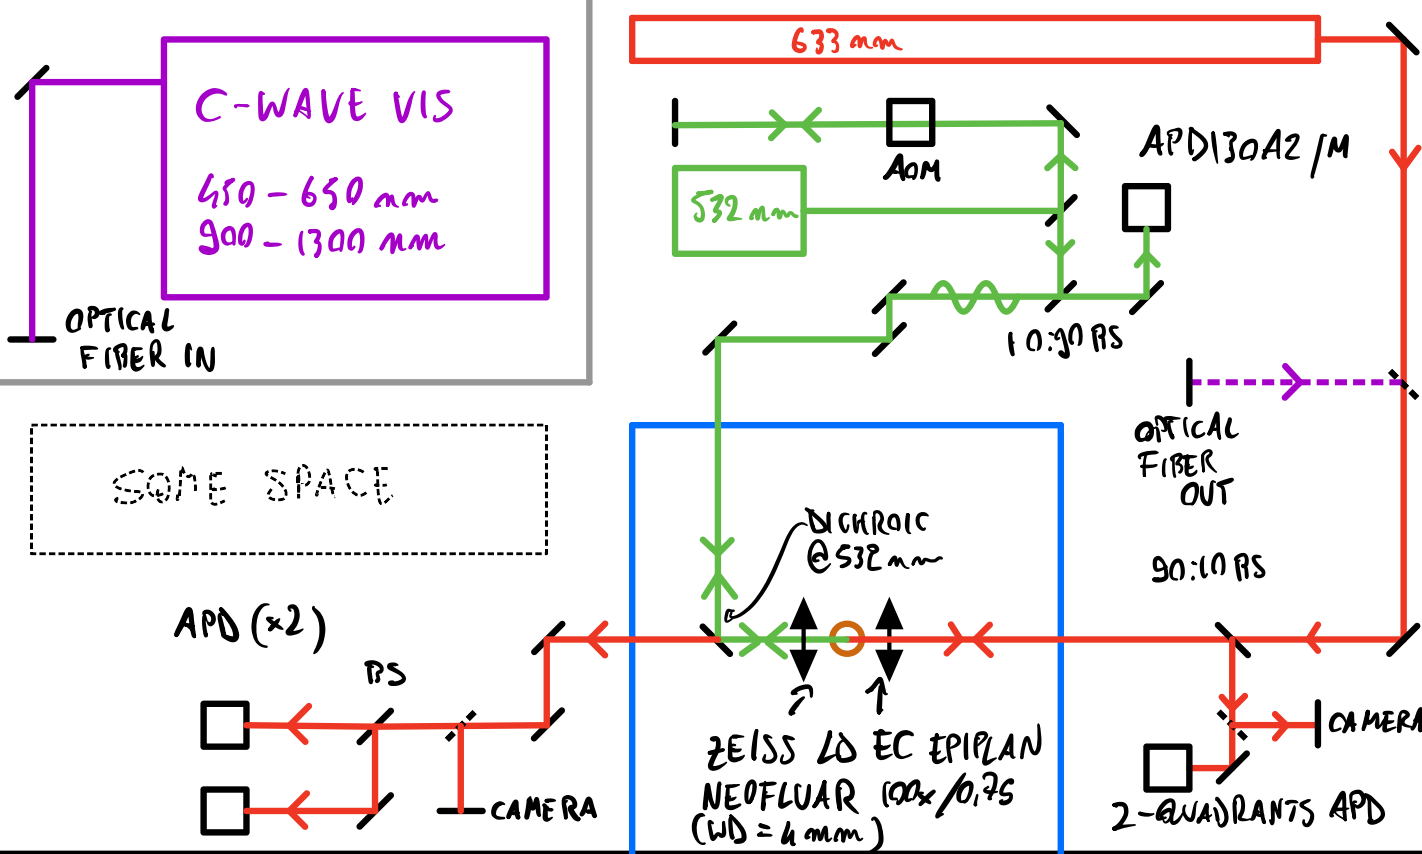 C-WAVE VIS
450-650 nm
900-1300 nm
OPTICAL
FIBER IN
633 nm
AOM
532 nm
APD130A2/M
10:90 BS
OPTICAL
FIBER
OUT
SOME SPACE
DICHROIC
@532 nm
90:10 BS
APD (x2)
BS
CAMERA
ZEISS LD EC EPIPLAN
NEOFLUAR 100x/0,75
(WD = 4 mm)
CAMERA
2-QUADRANTS APD